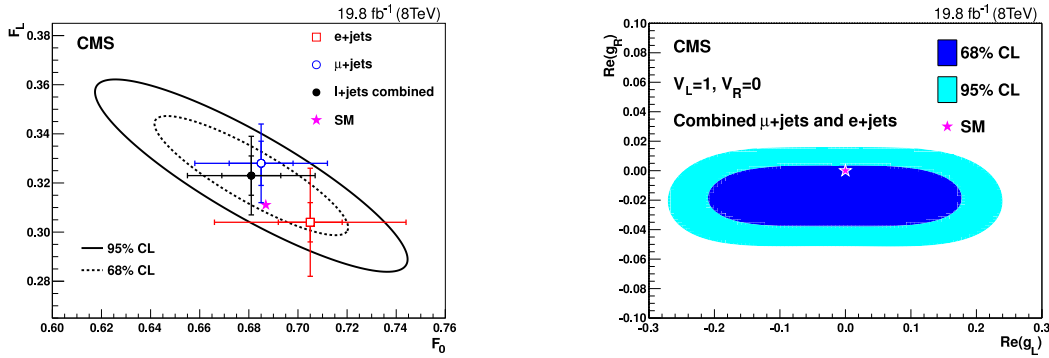 19.8 fb⁻¹ (8TeV)
F_L
0.38
0.36
0.34
0.32
0.30
0.28
CMS
e+jets
μ+jets
l+jets combined
SM
95% CL
68% CL
0.60 0.62 0.64 0.66 0.68 0.70 0.72 0.74 0.76
F_0
19.8 fb⁻¹ (8TeV)
Re(g_R)
0.10
0.08
0.06
0.04
0.02
0.00
-0.02
-0.04
-0.06
-0.08
-0.10
CMS
V_L=1, V_R=0
Combined μ+jets and e+jets
68% CL
95% CL
SM
-0.3 -0.2 -0.1 0.0 0.1 0.2 0.3
Re(g_L)